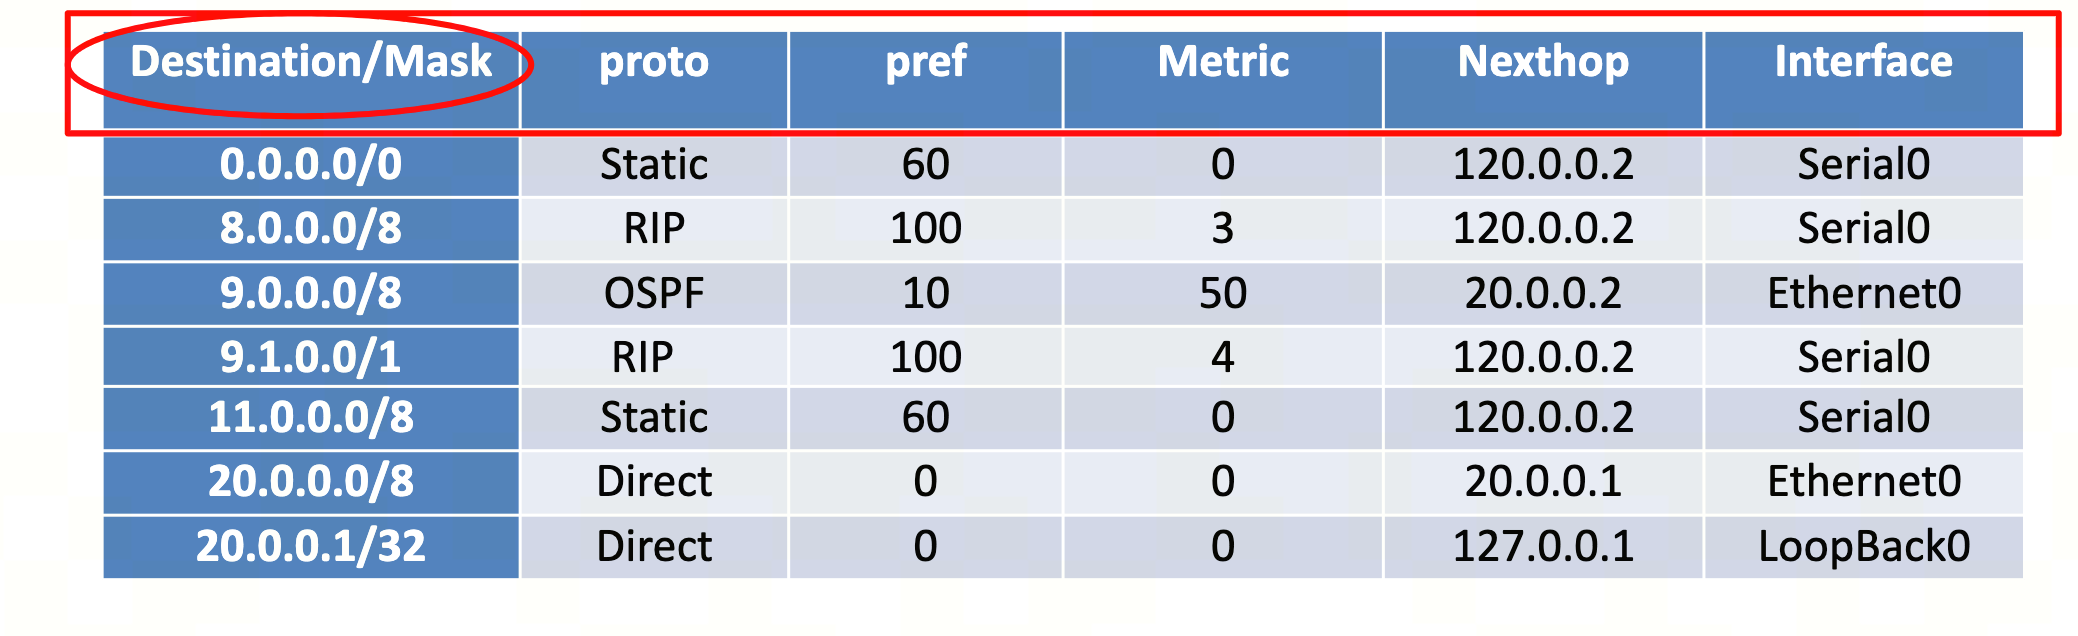 Destination/Mask proto pref Metric Nexthop Interface
0.0.0.0/0 Static 60 0 120.0.0.2 Serial0
8.0.0.0/8 RIP 100 3 120.0.0.2 Serial0
9.0.0.0/8 OSPF 10 50 20.0.0.2 Ethernet0
9.1.0.0/1 RIP 100 4 120.0.0.2 Serial0
11.0.0.0/8 Static 60 0 120.0.0.2 Serial0
20.0.0.0/8 Direct 0 0 20.0.0.1 Ethernet0
20.0.0.1/32 Direct 0 0 127.0.0.1 LoopBack0